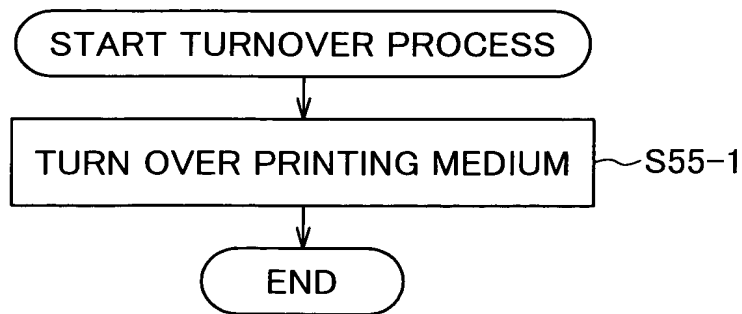 START TURNOVER PROCESS
TURN OVER PRINTING MEDIUM
S55-1
END